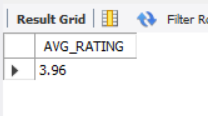 Result Grid Filter Ro
AVG_RATING
3.96